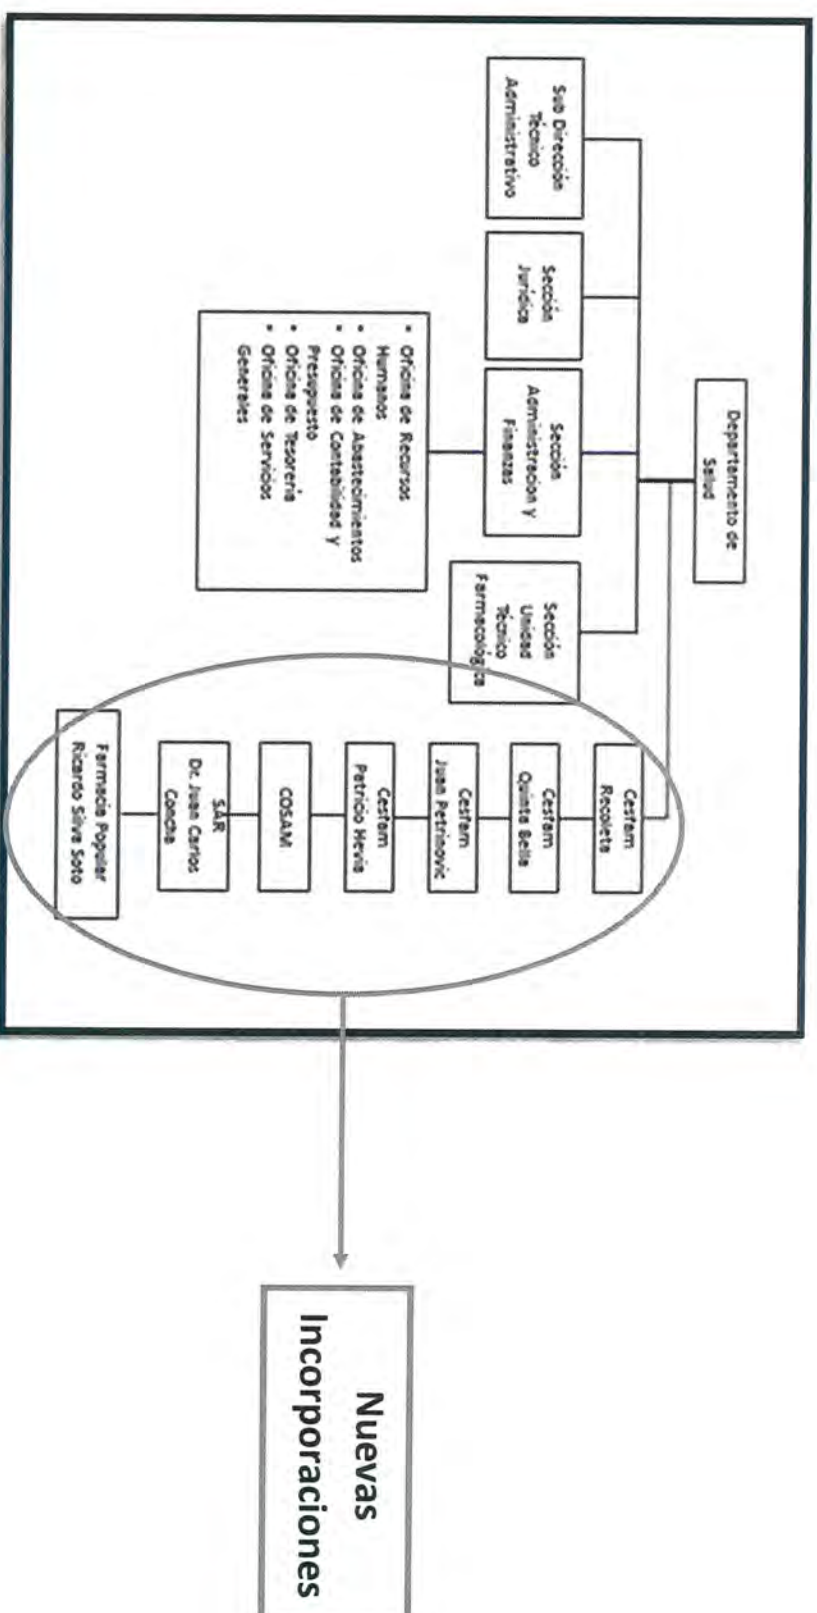 Departamento de
Salud
Sub Dirección
Técnico
Administrativo
Sección
Jurídica
Sección
Administracion y
Finanzas
Sección
Unidad
Técnico
Farmacológica
• Oficina de Recursos
Humanos
• Oficina de Abastecimientos
• Oficina de Contabilidad y
Presupuesto
• Oficina de Tesorería
• Oficina de Servicios
Generales
Cesfam
Recoleta
Cesfam
Quinta Bella
Cesfam
Juan Petrinovic
Cesfam
Patricio Hevia
COSAM
SAR
Dr. Juan Carlos
Concha
Farmacia Popular
Ricardo Silva Soto
Nuevas
Incorporaciones